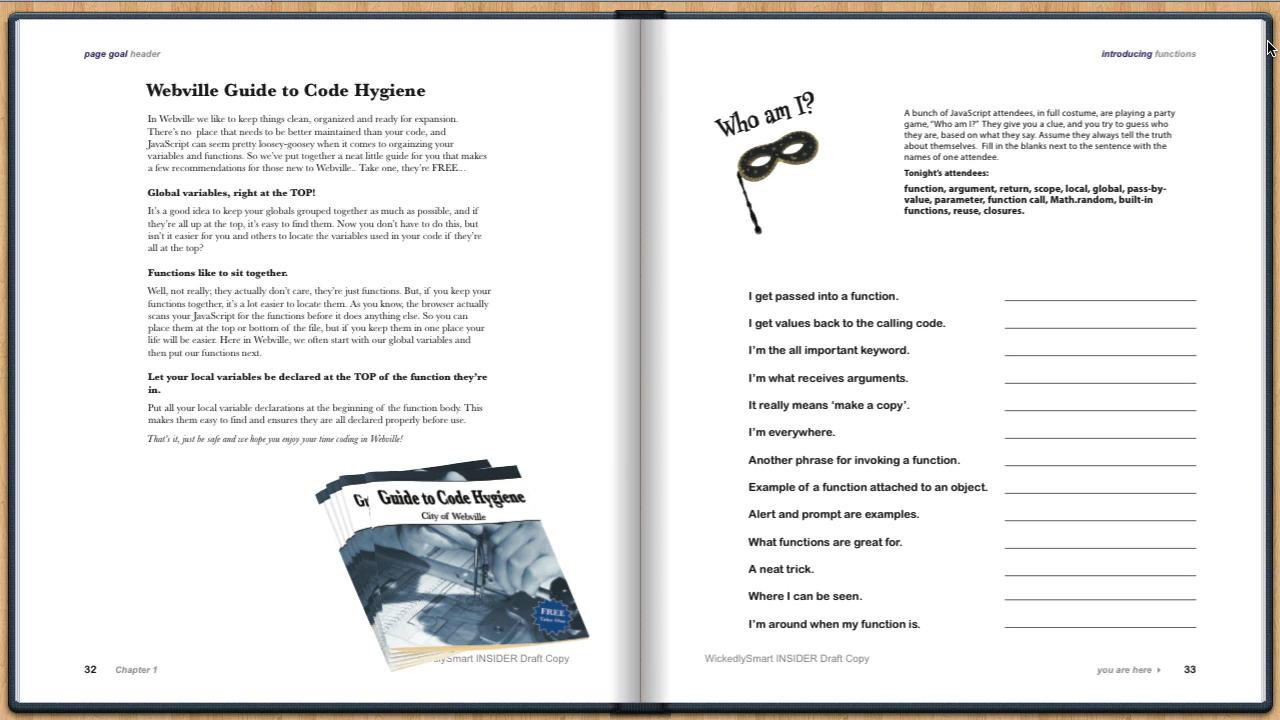 page goal header
Webville Guide to Code Hygiene
In Webville we like to keep things clean, organized and ready for expansion.
There's no place that needs to be better maintained than your code, and
JavaScript can seem pretty loosey-goosey when it comes to orgainzing your
variables and functions. So we've put together a neat little guide for you that makes
a few recommendations for those new to Webville.. Take one, they're FREE...
Global variables, right at the TOP!
It's a good idea to keep your globals grouped together as much as possible, and if
they're all up at the top, it's easy to find them. Now you don't have to do this, but
isn't it easier for you and others to locate the variables used in your code if they're
all at the top?
Functions like to sit together.
Well, not really; they actually don't care, they're just functions. But, if you keep your
functions together, it's a lot easier to locate them. As you know, the browser actually
scans your JavaScript for the functions before it does anything else. So you can
place them at the top or bottom of the file, but if you keep them in one place your
life will be easier. Here in Webville, we often start with our global variables and
then put our functions next.
Let your local variables be declared at the TOP of the function they're
in.
Put all your local variable declarations at the beginning of the function body. This
makes them easy to find and ensures they are all declared properly before use.
That's it, just be safe and we hope you enjoy your time coding in Webville!
Gu
Guide to Code Hygiene
City of Webville
FREE
Take One
lySmart INSIDER Draft Copy
32 Chapter 1
introducing functions
Who am I?
A bunch of JavaScript attendees, in full costume, are playing a party
game, "Who am I?" They give you a clue, and you try to guess who
they are, based on what they say. Assume they always tell the truth
about themselves. Fill in the blanks next to the sentence with the
names of one attendee.
Tonight's attendees:
function, argument, return, scope, local, global, pass-by-
value, parameter, function call, Math.random, built-in
functions, reuse, closures.
I get passed into a function.
I get values back to the calling code.
I'm the all important keyword.
I'm what receives arguments.
It really means 'make a copy'.
I'm everywhere.
Another phrase for invoking a function.
Example of a function attached to an object.
Alert and prompt are examples.
What functions are great for.
A neat trick.
Where I can be seen.
I'm around when my function is.
WickedlySmart INSIDER Draft Copy
you are here 33